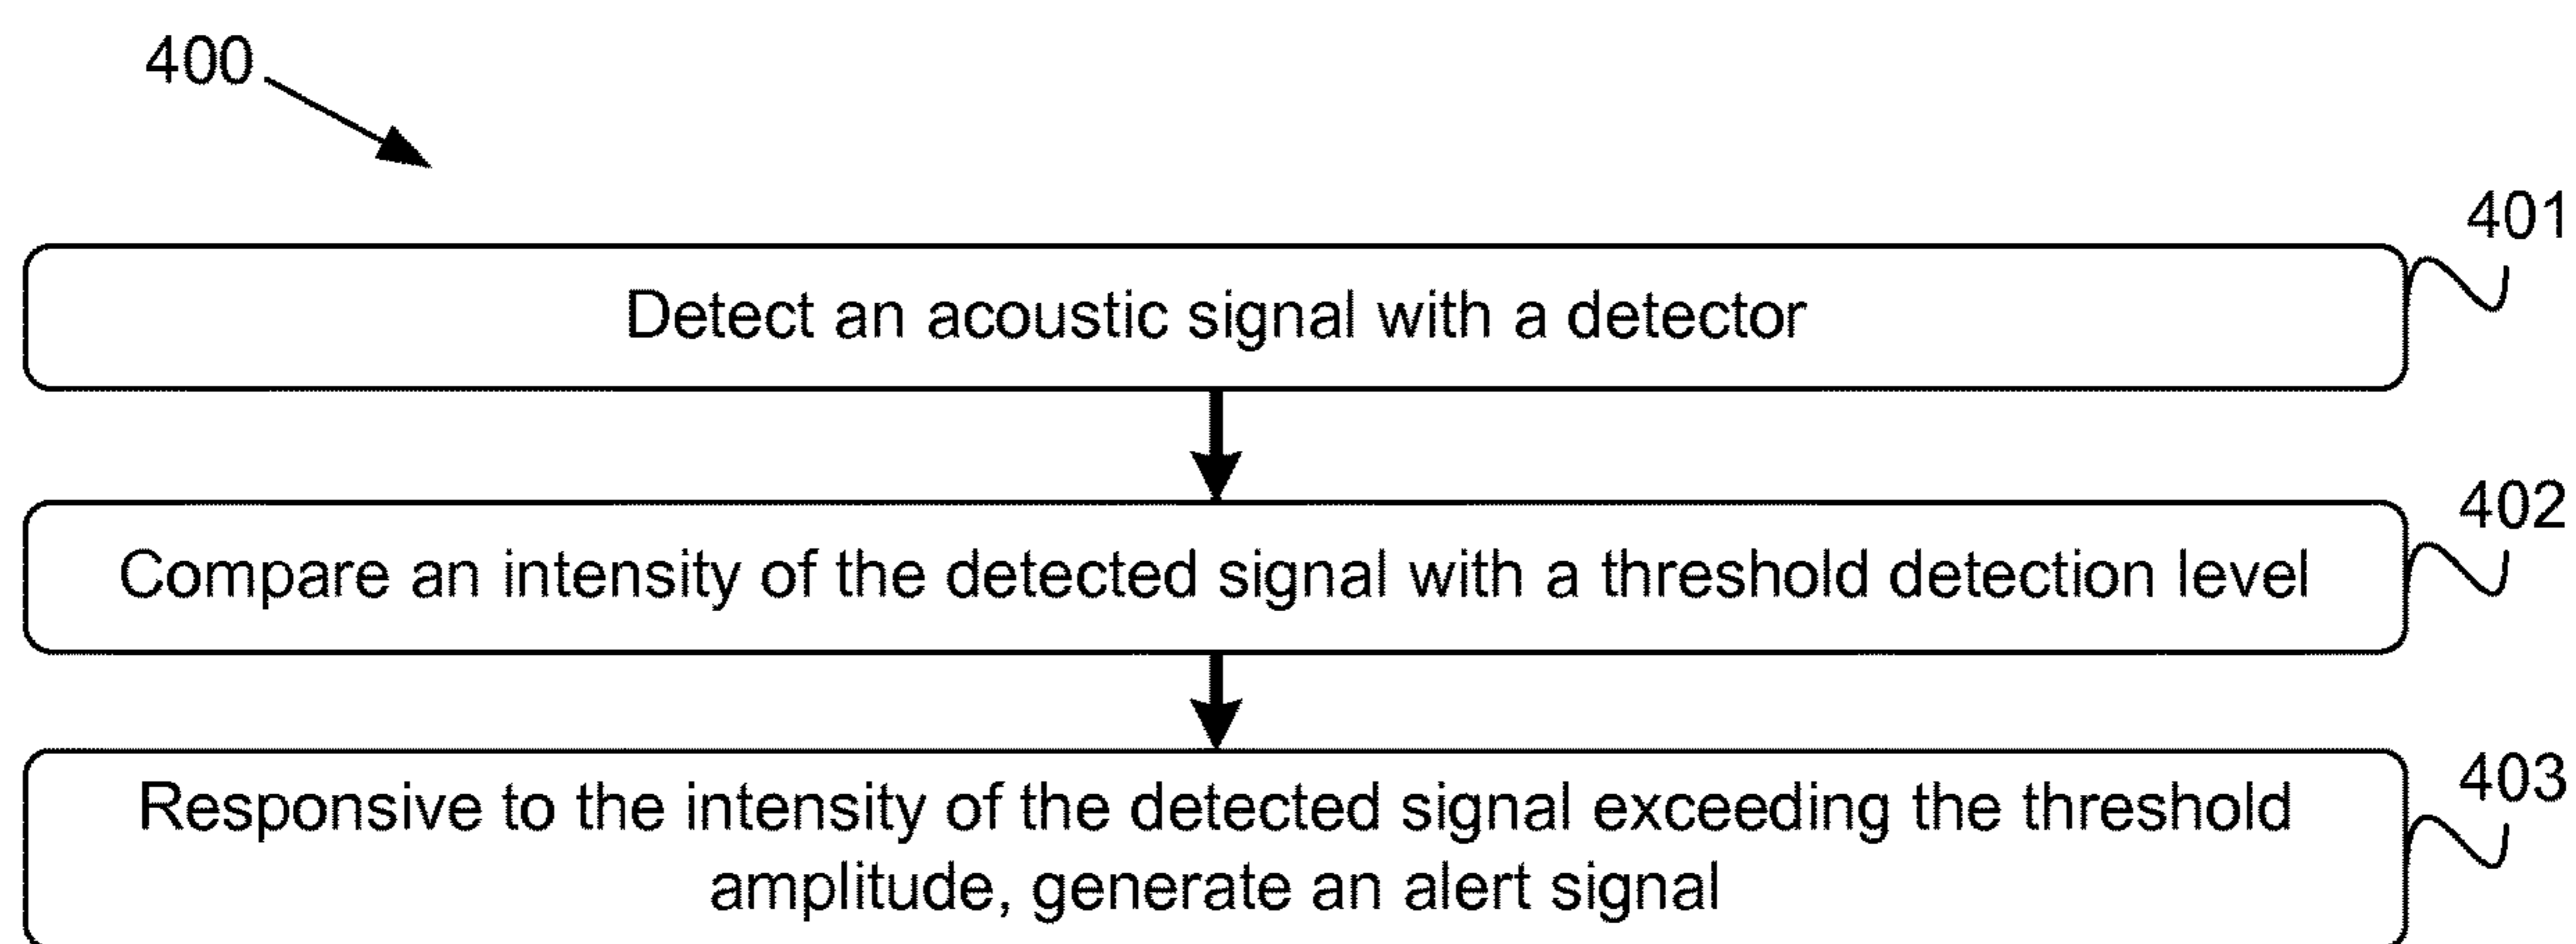 400
401
Detect an acoustic signal with a detector
402
Compare an intensity of the detected signal with a threshold detection level
403
Responsive to the intensity of the detected signal exceeding the threshold
amplitude, generate an alert signal